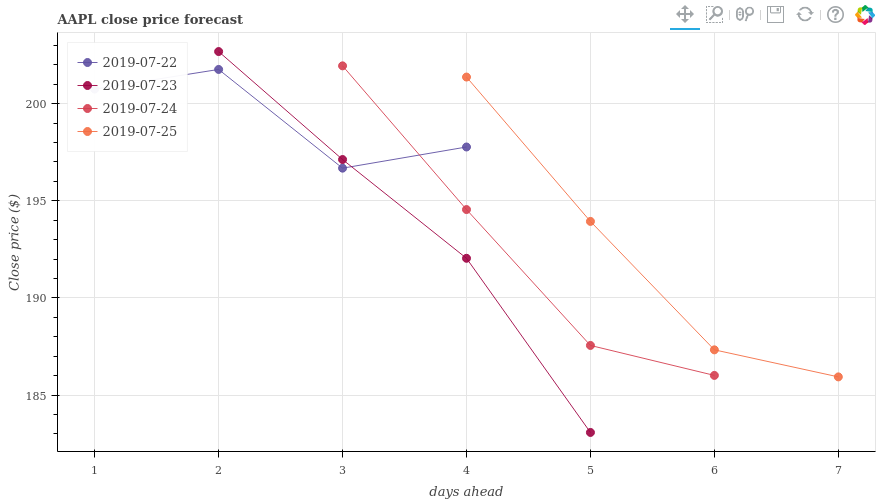 AAPL close price forecast
2019-07-22
2019-07-23
2019-07-24
2019-07-25
Close price ($)
200
195
190
185
1 2 3 4 5 6 7
days ahead